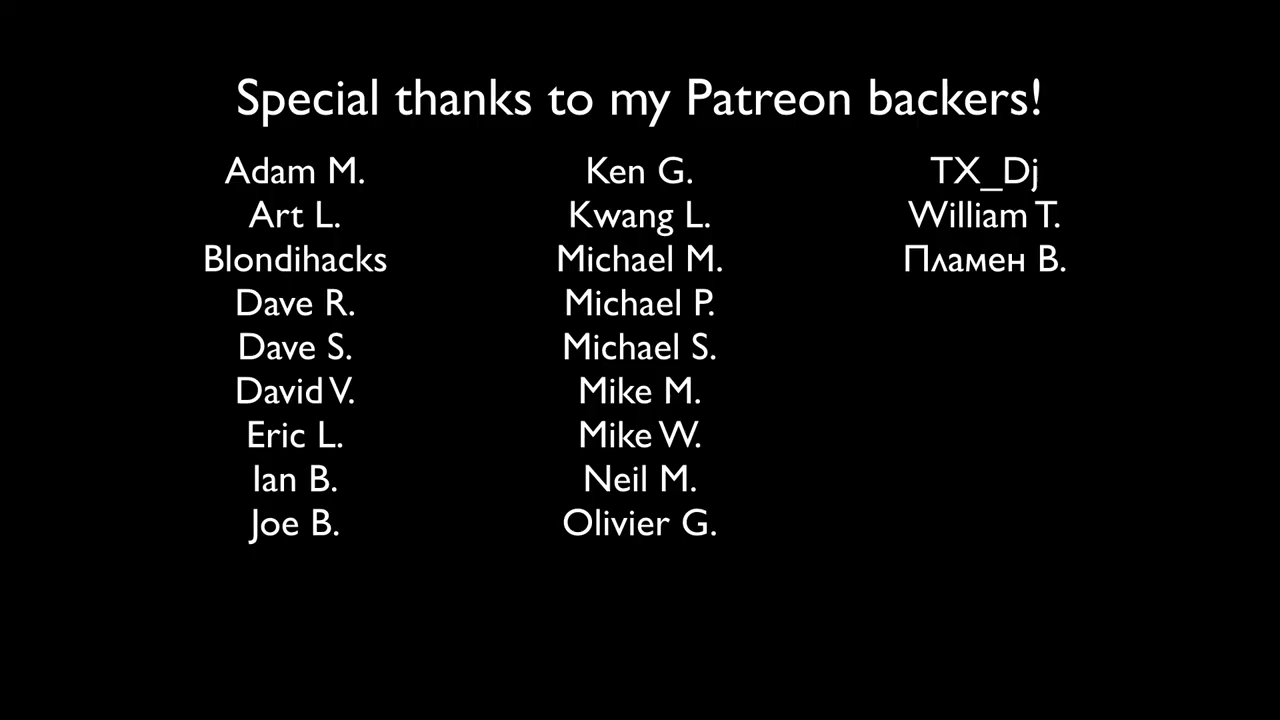 Special thanks to my Patreon backers!
Adam M.
Art L.
Blondihacks
Dave R.
Dave S.
David V.
Eric L.
Ian B.
Joe B.
Ken G.
Kwang L.
Michael M.
Michael P.
Michael S.
Mike M.
Mike W.
Neil M.
Olivier G.
TX_Dj
William T.
Пламен В.